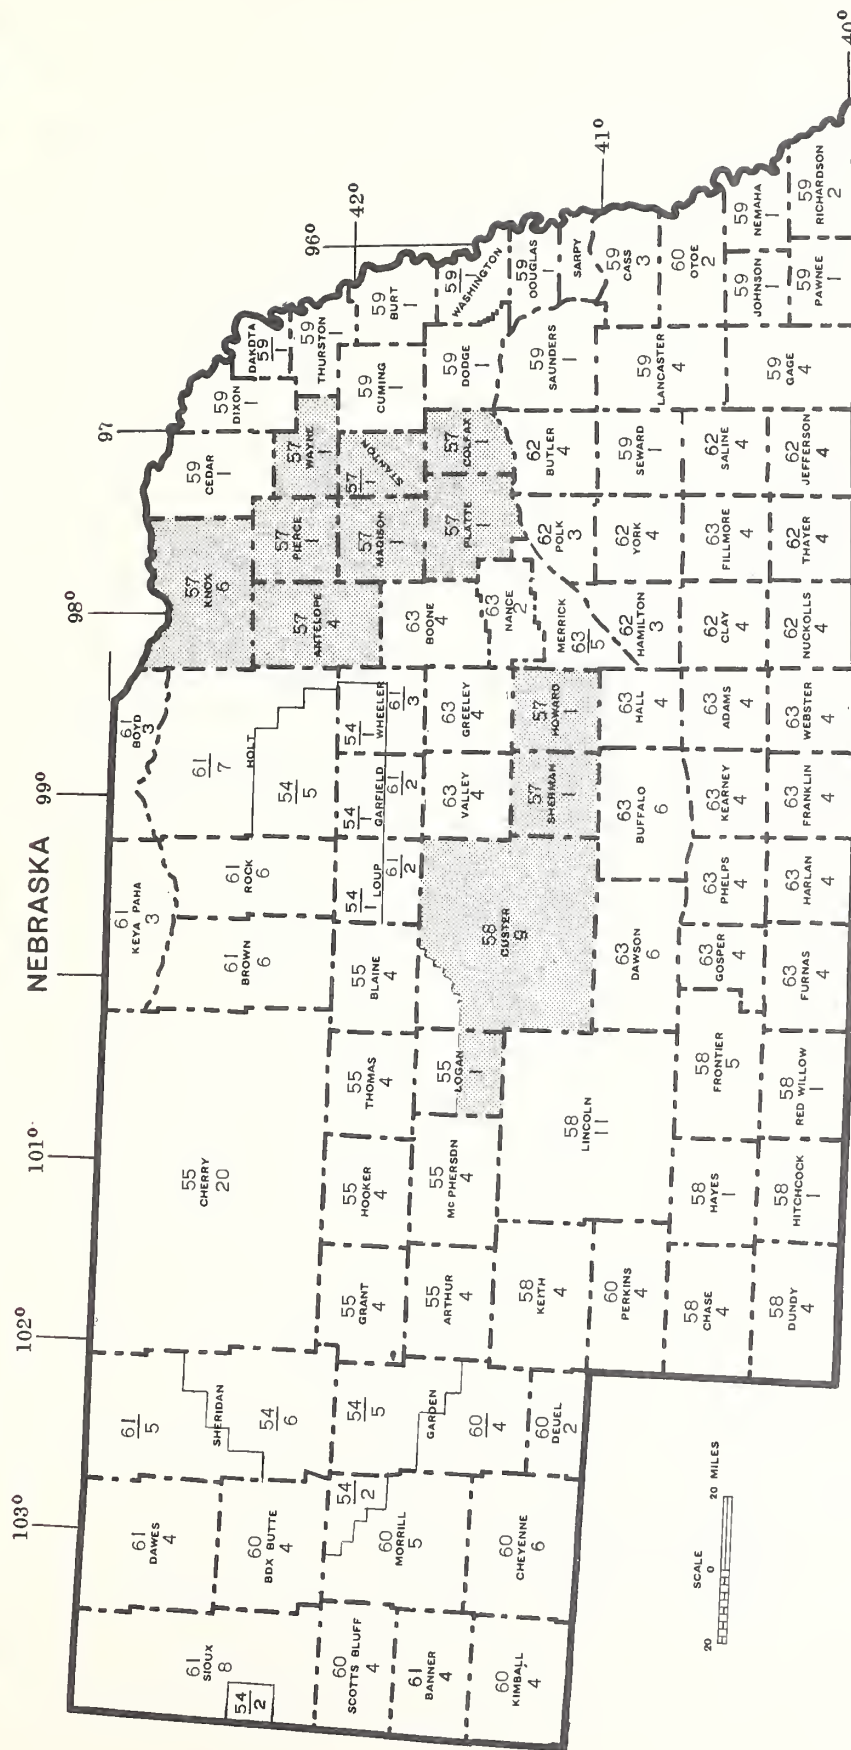 NEBRASKA
103⁰
102⁰
101⁰
99⁰
98⁰
97
96⁰
42⁰
41⁰
40⁰
61
SIOUX
8
54
2
61
DAWES
4
60
BOX BUTTE
4
61
5
SHERIDAN
54
6
55
CHERRY
20
61
KEYA PAHA
3
61
BROWN
6
61
ROCK
6
61
BOYD
3
61
7
HOLT
54
5
57
KNOX
6
59
CEDAR
1
59
DIXON
1
DAKOTA
59
1
57
ANTELOPE
4
57
PIERCE
1
57
WAYNE
1
59
THURSTON
1
60
SCOTTS BLUFF
4
61
BANNER
4
60
KIMBALL
4
54
2
60
MORRILL
5
60
CHEYENNE
6
54
5
GARDEN
60
4
60
DEUEL
2
55
GRANT
4
55
HOOKER
4
55
THOMAS
4
55
BLAINE
4
54
1
LOUP
61
2
54
1
GARFIELD
61
2
54
1
WHEELER
61
3
63
BOONE
4
57
MADISON
1
57
1
STANTON
59
CUMING
1
59
BURT
1
55
ARTHUR
4
55
McPHERSON
4
55
LOGAN
1
58
CUSTER
9
63
VALLEY
4
63
GREELEY
4
63
NANCE
2
57
PLATTE
1
57
COLFAX
1
59
DODGE
1
59
1
WASHINGTON
58
KEITH
4
58
LINCOLN
11
57
SHERMAN
1
57
HOWARD
1
MERRICK
63
5
62
POLK
3
62
BUTLER
4
59
SAUNDERS
1
59
DOUGLAS
1
SARPY
60
PERKINS
4
63
DAWSON
6
63
BUFFALO
6
63
HALL
4
62
HAMILTON
3
62
YORK
4
59
SEWARD
1
59
LANCASTER
4
59
CASS
3
60
OTOE
2
58
CHASE
4
58
HAYES
1
58
FRONTIER
5
63
GOSPER
4
63
PHELPS
4
63
KEARNEY
4
63
ADAMS
4
62
CLAY
4
63
FILLMORE
4
62
SALINE
4
59
GAGE
4
59
JOHNSON
1
59
NEMAHA
1
58
DUNDY
4
58
HITCHCOCK
1
58
RED WILLOW
1
63
FURNAS
4
63
HARLAN
4
63
FRANKLIN
4
63
WEBSTER
4
62
NUCKOLLS
4
62
THAYER
4
62
JEFFERSON
4
59
PAWNEE
1
59
RICHARDSON
2
SCALE
20 0 20 MILES